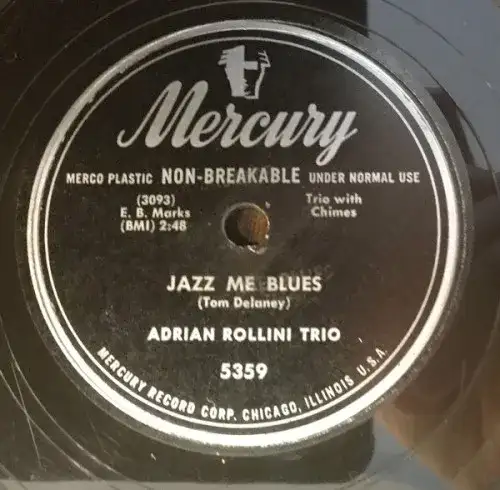 Mercury
MERCO PLASTIC NON-BREAKABLE UNDER NORMAL USE
(3093)
E. B. Marks
(BMI) 2:48
Trio with
Chimes
JAZZ ME BLUES
(Tom Delaney)
ADRIAN ROLLINI TRIO
5359
MERCURY RECORD CORP. CHICAGO, ILLINOIS U.S.A.